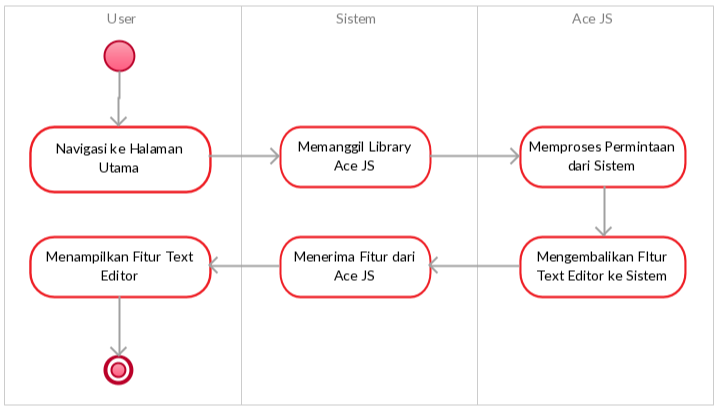 User
Sistem
Ace JS
Navigasi ke Halaman
Utama
Memanggil Library
Ace JS
Memproses Permintaan
dari Sistem
Menampilkan Fitur Text
Editor
Menerima Fitur dari
Ace JS
Mengembalikan FItur
Text Editor ke Sistem